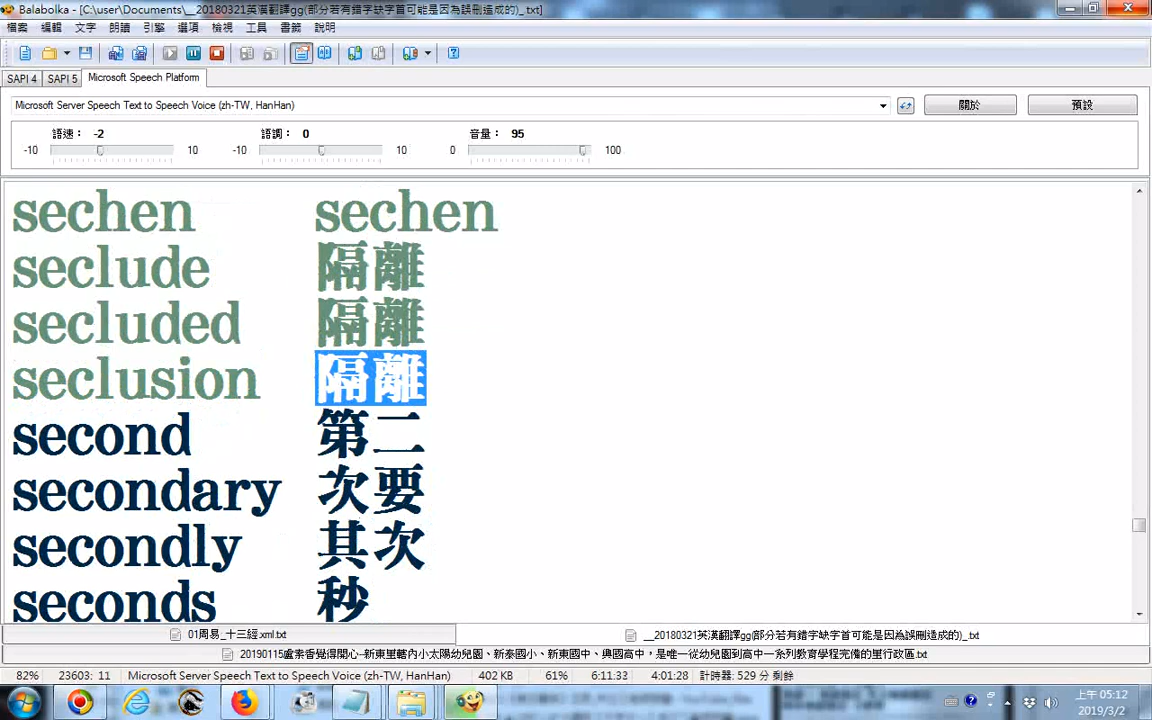 Balabolka - [C:\user\Documents\__20180321英漢翻譯gg(部分若有錯字缺字首可能是因為誤刪造成的)_.txt]
檔案 編輯 文字 朗讀 引擎 選項 檢視 工具 書籤 說明
SAPI 4 SAPI 5 Microsoft Speech Platform
Microsoft Server Speech Text to Speech Voice (zh-TW, HanHan) 關於 預設
語速： -2 語調： 0 音量： 95
-10 10 -10 10 0 100
sechen sechen
seclude 隔離
secluded 隔離
seclusion 隔離
second 第二
secondary 次要
secondly 其次
seconds 秒
01周易_十三經.xml.txt __20180321英漢翻譯gg(部分若有錯字缺字首可能是因為誤刪造成的)_.txt
20190115盧素香覺得開心-新東里轄內小太陽幼兒園、新泰國小、新東國中、興國高中，是唯一從幼兒園到高中一系列教育學程完備的里行政區.txt
82% 23603: 11 Microsoft Server Speech Text to Speech Voice (zh-TW, HanHan) 402 KB 61% 6:11:33 4:01:28 計時器: 529 分 剩餘
上午 05:12
2019/3/2